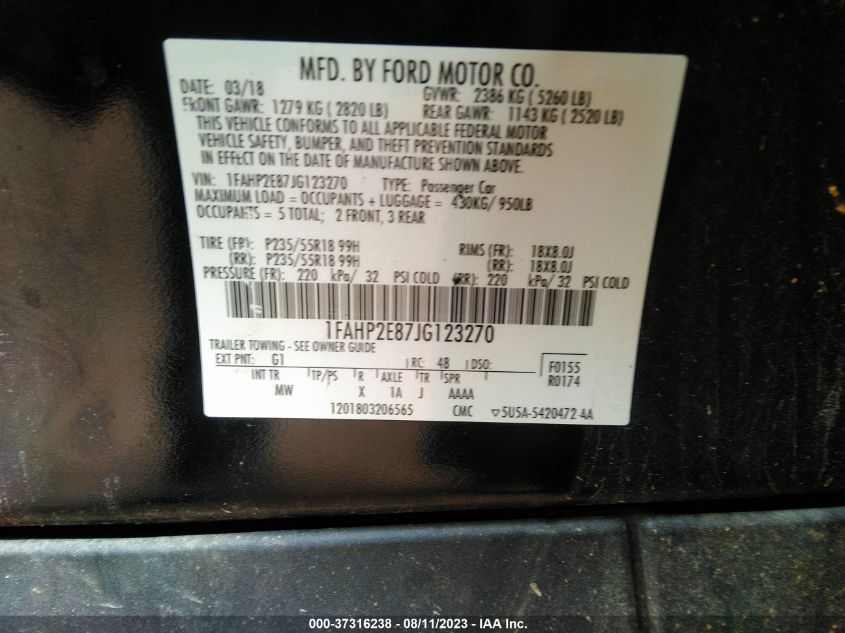 MFD. BY FORD MOTOR CO.
DATE: 03/18 GVWR: 2386 KG ( 5260 LB)
FRONT GAWR: 1279 KG ( 2820 LB) REAR GAWR: 1143 KG ( 2520 LB)
THIS VEHICLE CONFORMS TO ALL APPLICABLE FEDERAL MOTOR
VEHICLE SAFETY, BUMPER, AND THEFT PREVENTION STANDARDS
IN EFFECT ON THE DATE OF MANUFACTURE SHOWN ABOVE.
VIN: 1FAHP2E87JG123270 TYPE: Passenger Car
MAXIMUM LOAD = OCCUPANTS + LUGGAGE = 430KG/ 950LB
OCCUPANTS = 5 TOTAL; 2 FRONT, 3 REAR
TIRE (FR): P235/55R18 99H RIMS (FR): 18X8.0J
(RR): P235/55R18 99H (RR): 18X8.0J
PRESSURE (FR): 220 kPa/ 32 PSI COLD (RR): 220 kPa/ 32 PSI COLD
1FAHP2E87JG123270
TRAILER TOWING - SEE OWNER GUIDE
EXT PNT: G1 RC: 48 DSO: F0155
INT TR TP/PS R AXLE TR SPR R0174
MW X 1A J AAAA
1201803206565 CMC ▽5U5A-5420472-AA
000-37316238 - 08/11/2023 - IAA Inc.